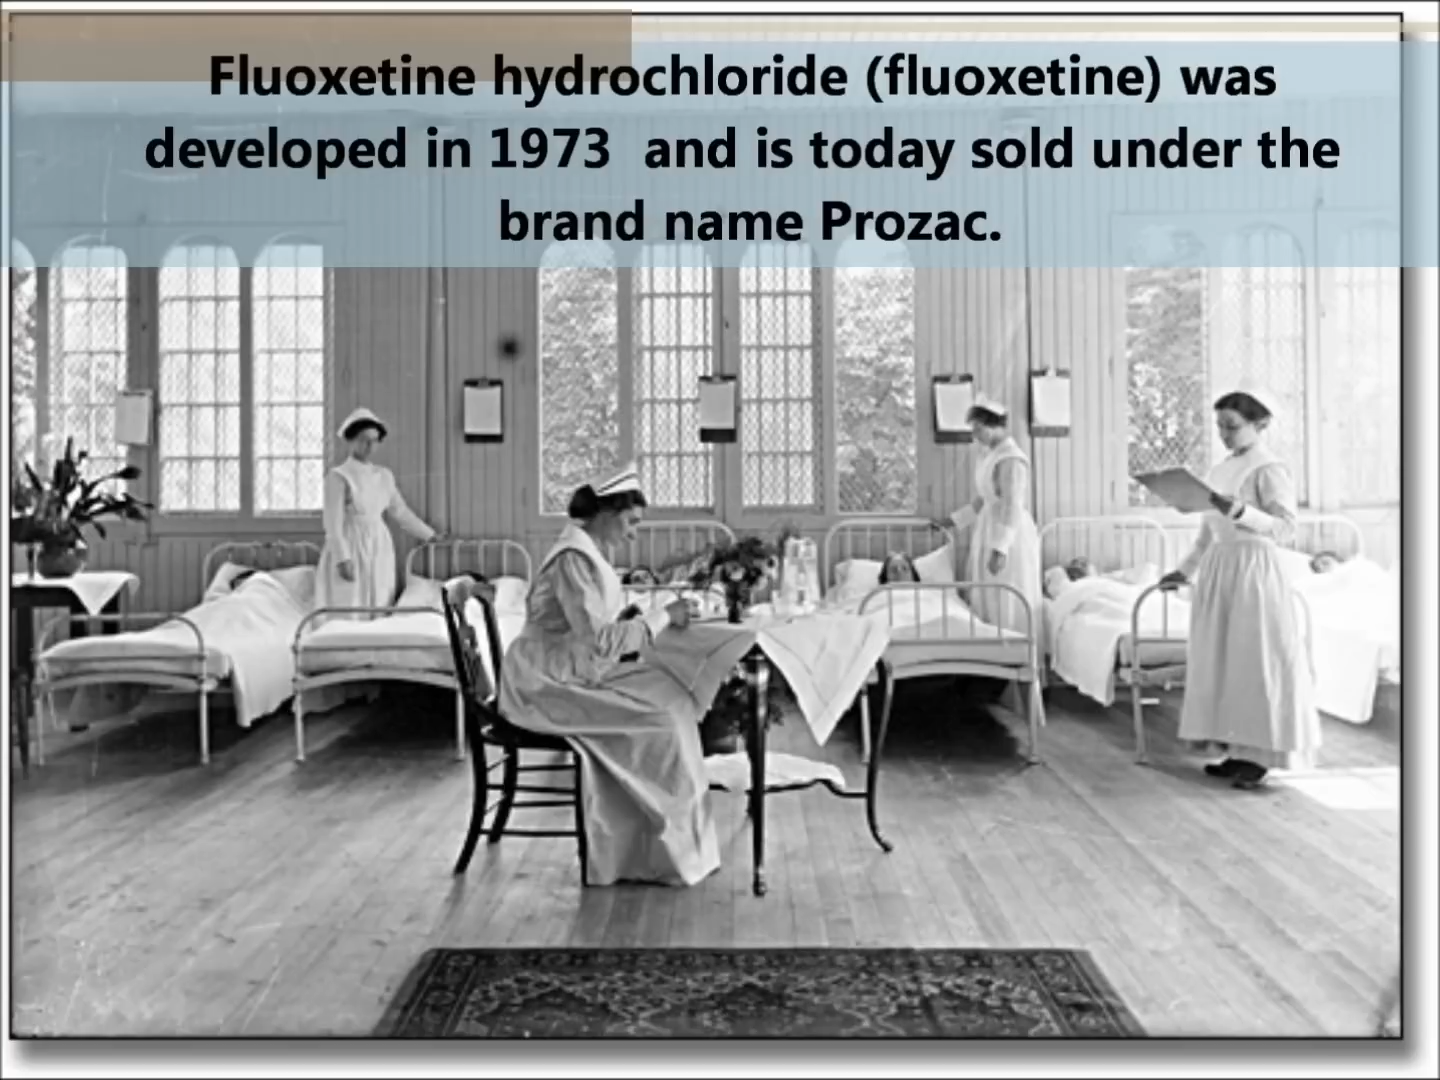 Fluoxetine hydrochloride (fluoxetine) was
developed in 1973  and is today sold under the
brand name Prozac.